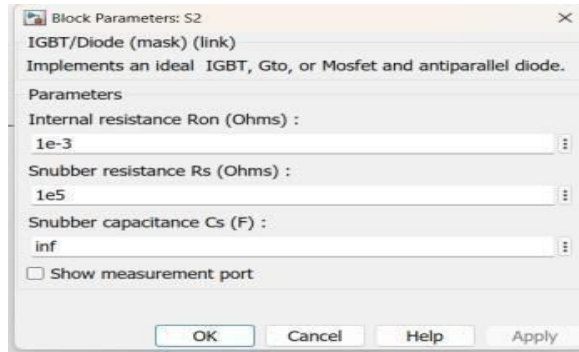 Block Parameters: S2
IGBT/Diode (mask) (link)
Implements an ideal IGBT, Gto, or Mosfet and antiparallel diode.
Parameters
Internal resistance Ron (Ohms) :
1e-3
Snubber resistance Rs (Ohms) :
1e5
Snubber capacitance Cs (F) :
inf
Show measurement port
OK Cancel Help Apply